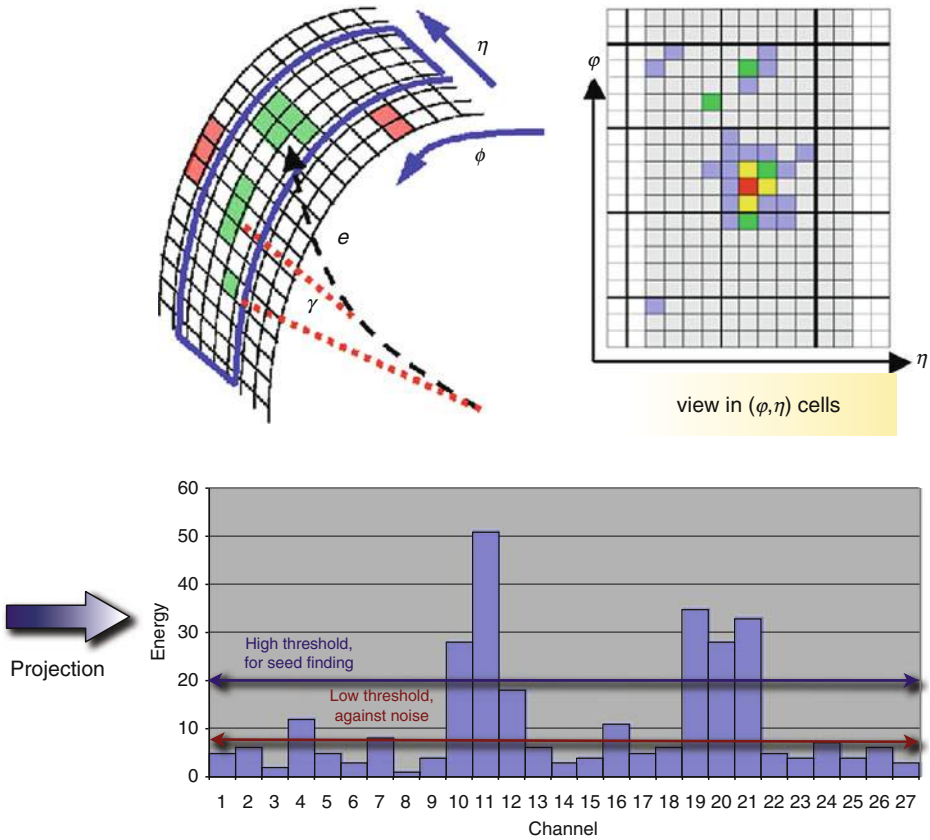 η
ϕ
e
γ
φ
η
view in (φ,η) cells
Projection
Energy
60
50
40
30
20
10
0
High threshold,
for seed finding
Low threshold,
against noise
1 2 3 4 5 6 7 8 9 10 11 12 13 14 15 16 17 18 19 20 21 22 23 24 25 26 27
Channel